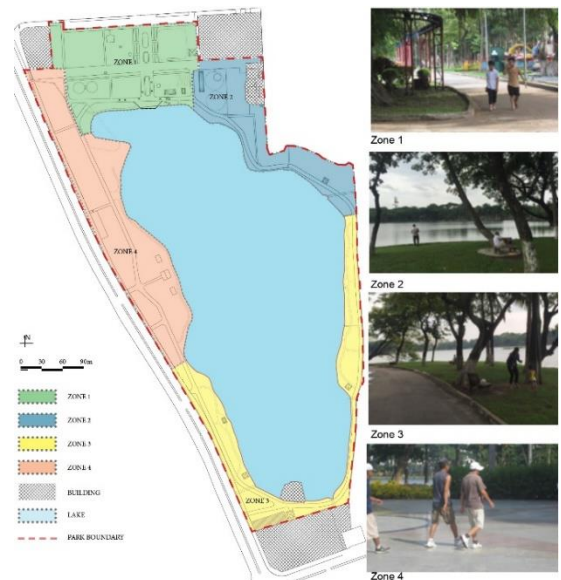 ZONE 1
ZONE 2
ZONE 4
ZONE 3
N
0 30 60 90m
ZONE 1
ZONE 2
ZONE 3
ZONE 4
BUILDING
LAKE
PARK BOUNDARY
Zone 1
Zone 2
Zone 3
Zone 4